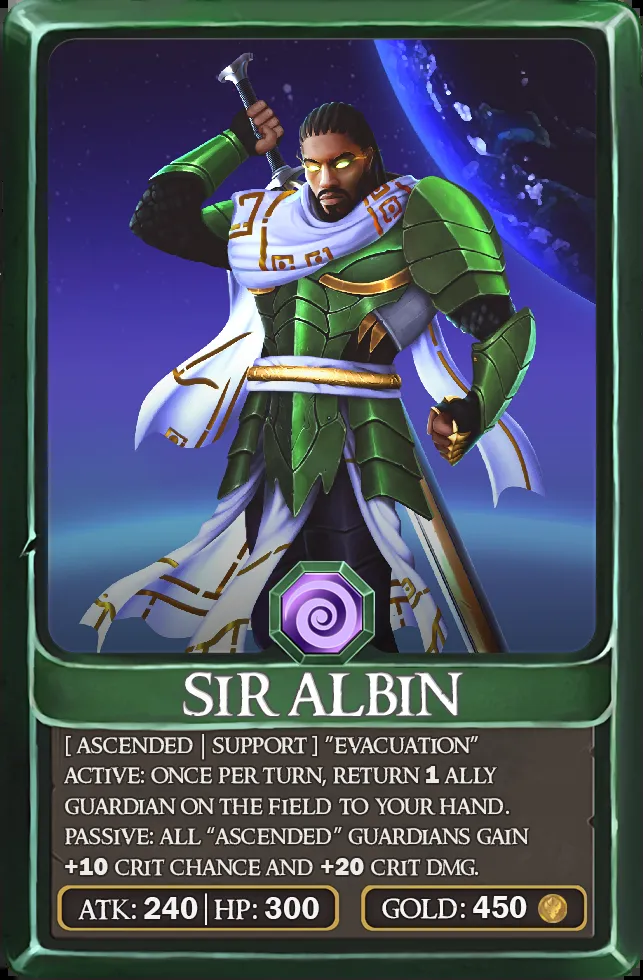 SIR ALBIN
[ ASCENDED | SUPPORT ] "EVACUATION"
ACTIVE: ONCE PER TURN, RETURN 1 ALLY
GUARDIAN ON THE FIELD TO YOUR HAND.
PASSIVE: ALL “ASCENDED” GUARDIANS GAIN
+10 CRIT CHANCE AND +20 CRIT DMG.
ATK: 240 | HP: 300 GOLD: 450